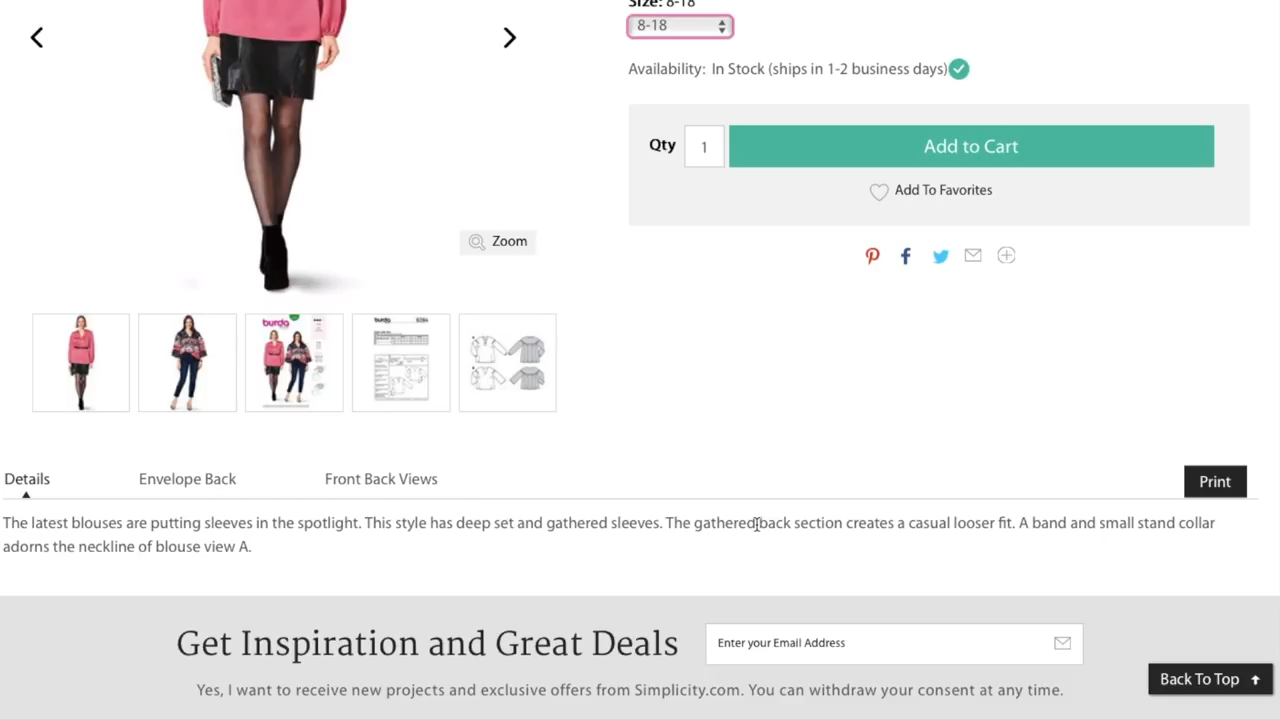 Size: 8-18
8-18
Availability: In Stock (ships in 1-2 business days)
Qty 1 Add to Cart
Add To Favorites
Zoom
burda
burda
Details Envelope Back Front Back Views Print
The latest blouses are putting sleeves in the spotlight. This style has deep set and gathered sleeves. The gathered back section creates a casual looser fit. A band and small stand collar
adorns the neckline of blouse view A.
Get Inspiration and Great Deals
Enter your Email Address
Yes, I want to receive new projects and exclusive offers from Simplicity.com. You can withdraw your consent at any time.
Back To Top